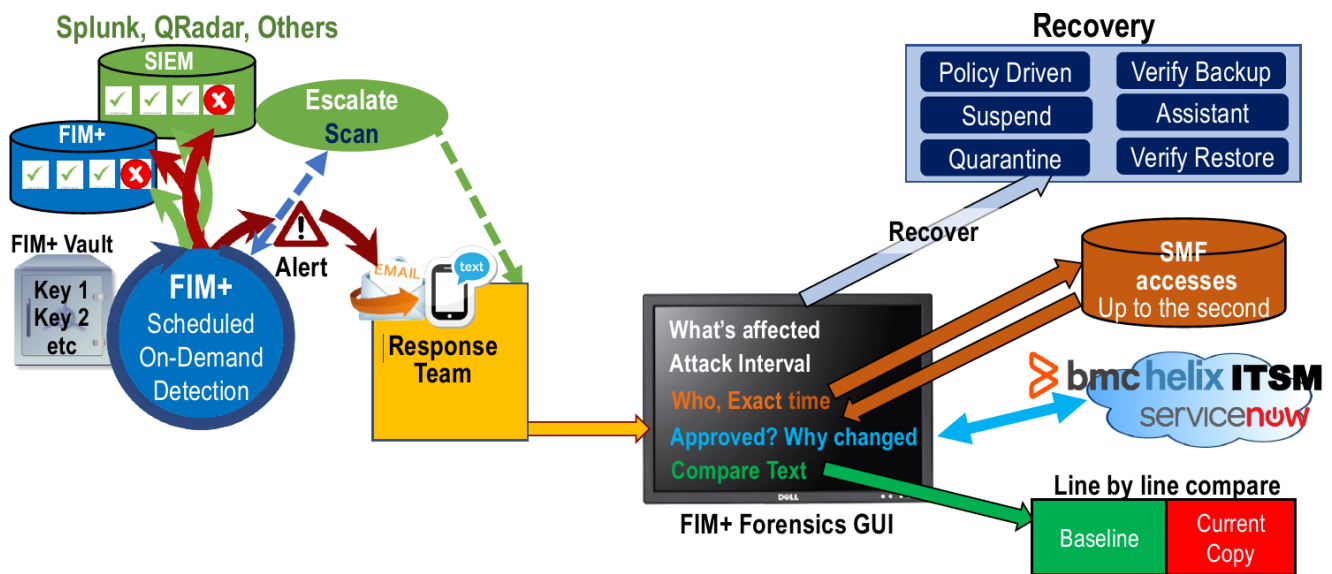 Splunk, QRadar, Others
SIEM
FIM+
Escalate
Scan
FIM+ Vault
Key 1
Key 2
etc
FIM+
Scheduled
On-Demand
Detection
Alert
EMAIL
text
Response
Team
What's affected
Attack Interval
Who, Exact time
Approved? Why changed
Compare Text
DELL
FIM+ Forensics GUI
Recover
Recovery
Policy Driven
Verify Backup
Suspend
Assistant
Quarantine
Verify Restore
SMF
accesses
Up to the second
bmc helix ITSM
servicenow
Line by line compare
Baseline
Current
Copy